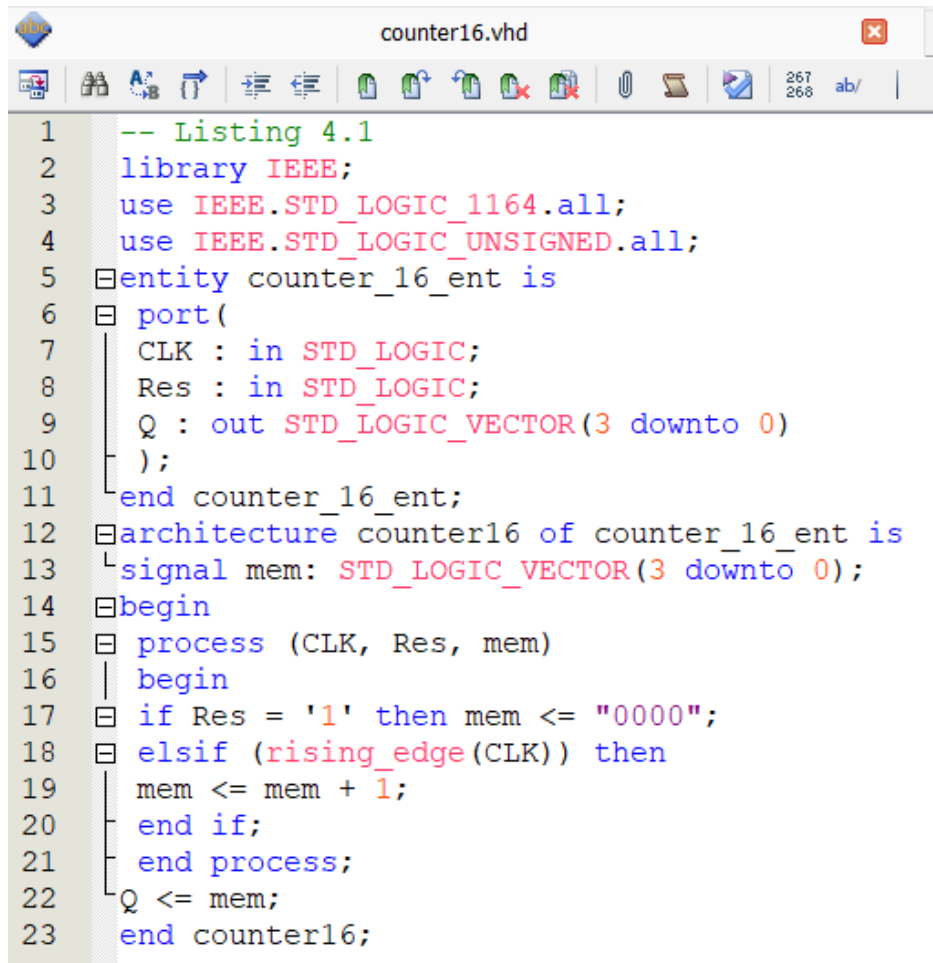 abc
counter16.vhd
267
268
ab/
1 -- Listing 4.1
2 library IEEE;
3 use IEEE.STD_LOGIC_1164.all;
4 use IEEE.STD_LOGIC_UNSIGNED.all;
5 entity counter_16_ent is
6 port(
7 CLK : in STD_LOGIC;
8 Res : in STD_LOGIC;
9 Q : out STD_LOGIC_VECTOR(3 downto 0)
10 );
11 end counter_16_ent;
12 architecture counter16 of counter_16_ent is
13 signal mem: STD_LOGIC_VECTOR(3 downto 0);
14 begin
15 process (CLK, Res, mem)
16 begin
17 if Res = '1' then mem <= "0000";
18 elsif (rising_edge(CLK)) then
19 mem <= mem + 1;
20 end if;
21 end process;
22 Q <= mem;
23 end counter16;